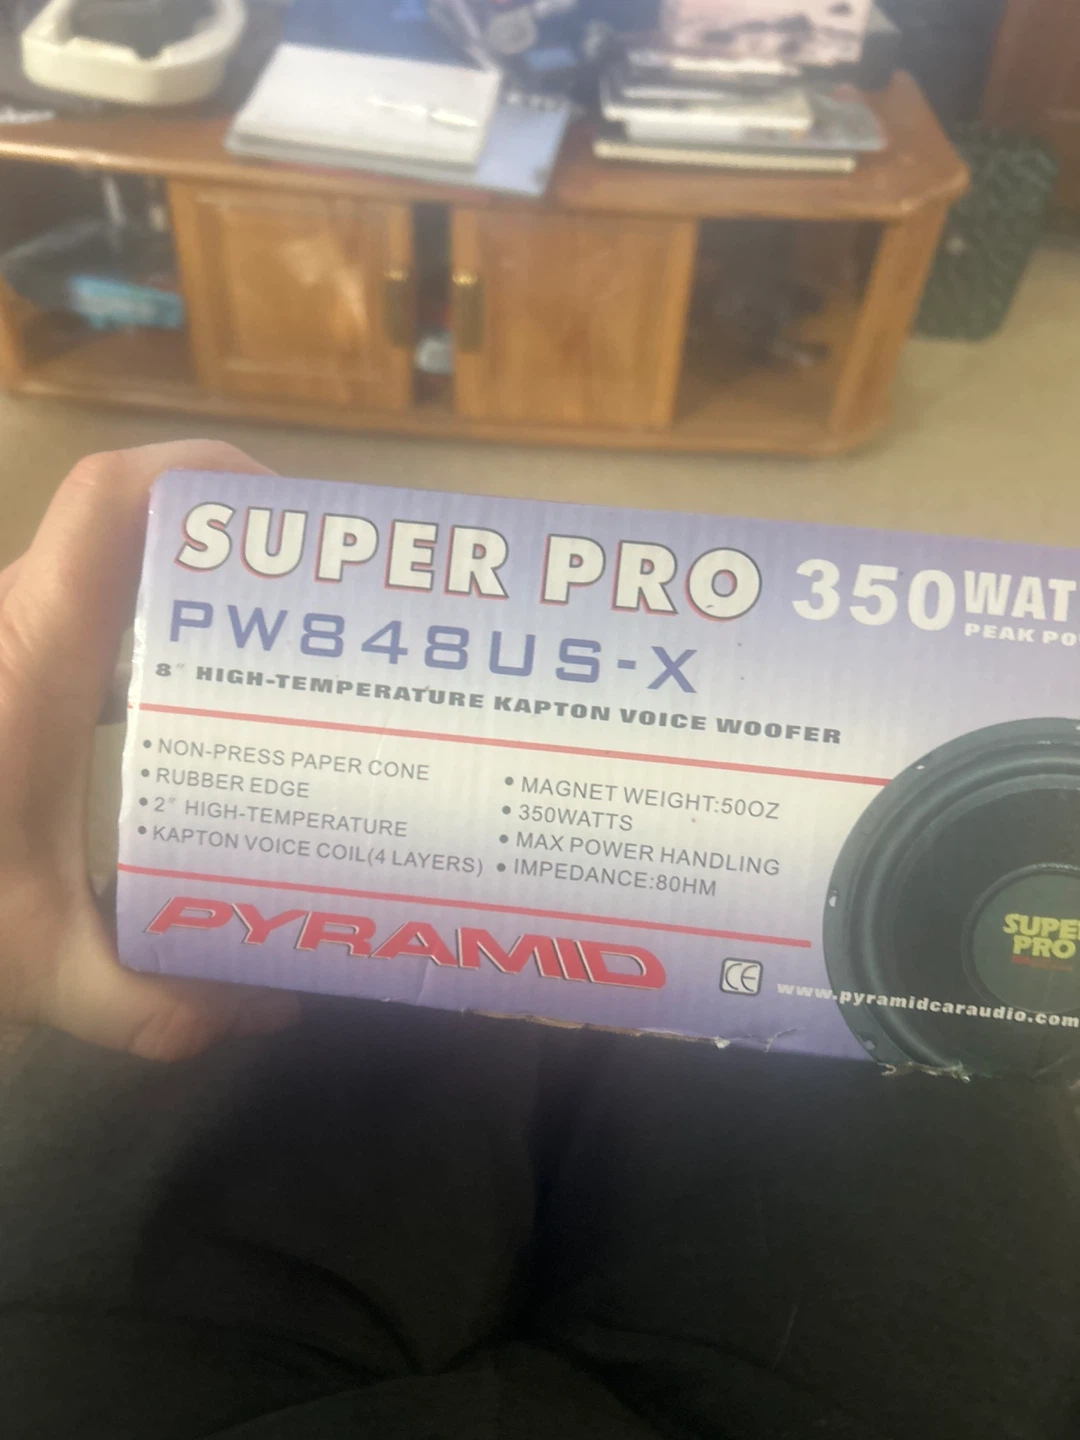 SUPER PRO 350WAT
PEAK PO
PW848US-X
8" HIGH-TEMPERATURE KAPTON VOICE WOOFER
• NON-PRESS PAPER CONE
• RUBBER EDGE
• 2" HIGH-TEMPERATURE
• KAPTON VOICE COIL(4 LAYERS)
• MAGNET WEIGHT:50OZ
• 350WATTS
• MAX POWER HANDLING
• IMPEDANCE:8OHM
SUPER
PRO
PYRAMID
CE
www.pyramidcaraudio.com